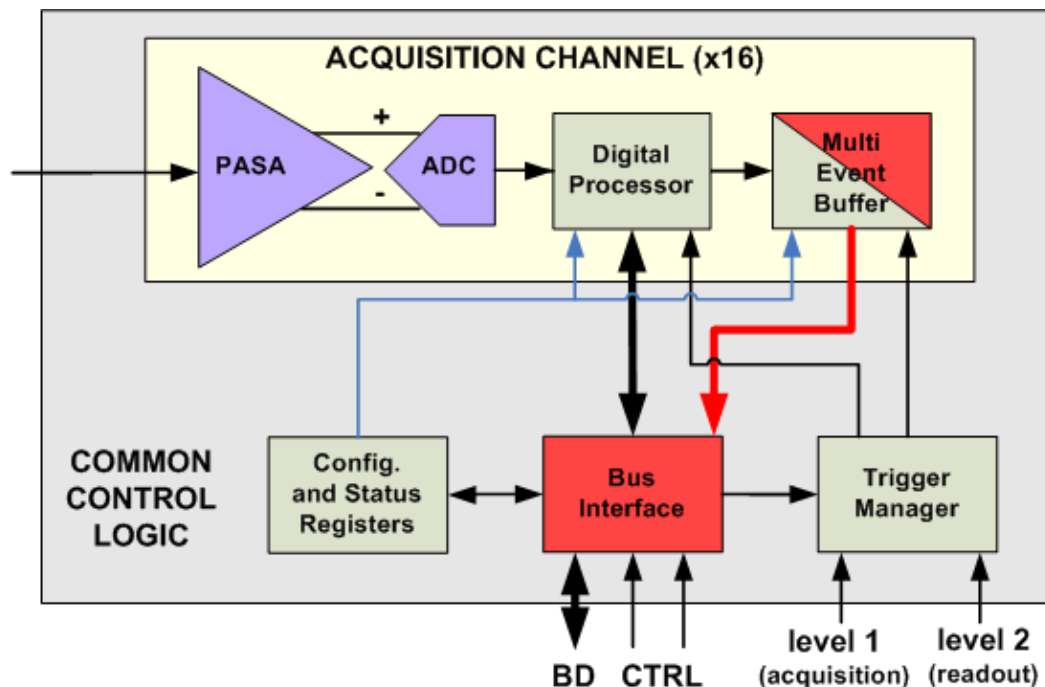 ACQUISITION CHANNEL (x16)
PASA
+
-
ADC
Digital
Processor
Multi
Event
Buffer
COMMON
CONTROL
LOGIC
Config.
and Status
Registers
Bus
Interface
Trigger
Manager
BD
CTRL
level 1
(acquisition)
level 2
(readout)